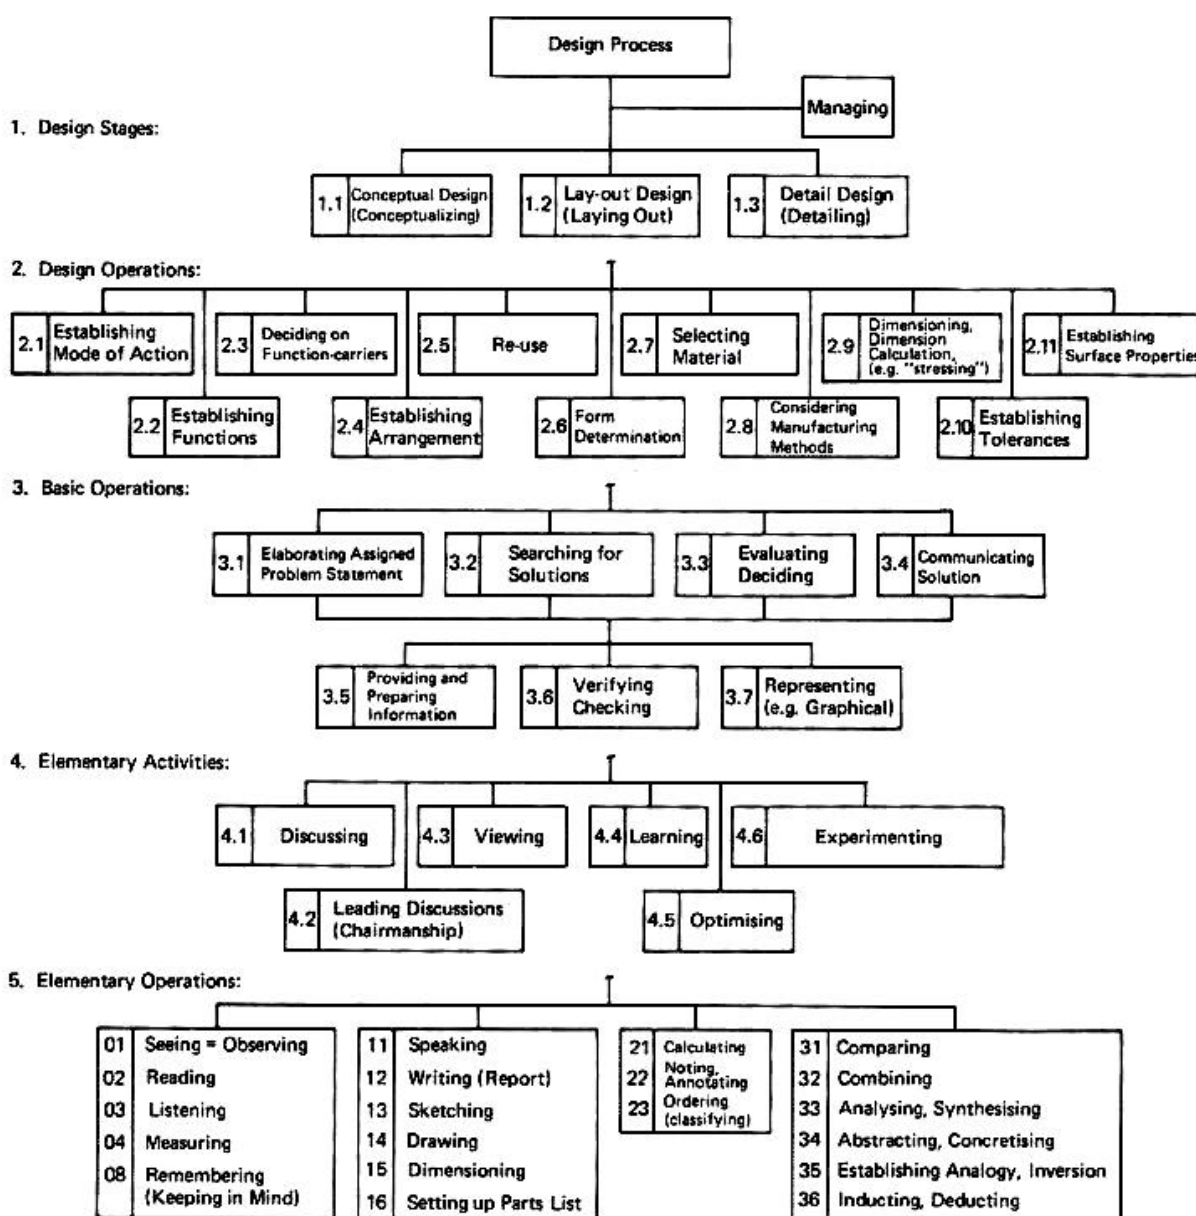 Design Process
Managing
1. Design Stages:
1.1 Conceptual Design
(Conceptualizing)
1.2 Lay-out Design
(Laying Out)
1.3 Detail Design
(Detailing)
2. Design Operations:
2.1 Establishing
Mode of Action
2.3 Deciding on
Function-carriers
2.5 Re-use
2.7 Selecting
Material
2.9 Dimensioning,
Dimension
Calculation,
(e.g. "stressing")
2.11 Establishing
Surface Properties
2.2 Establishing
Functions
2.4 Establishing
Arrangement
2.6 Form
Determination
2.8 Considering
Manufacturing
Methods
2.10 Establishing
Tolerances
3. Basic Operations:
3.1 Elaborating Assigned
Problem Statement
3.2 Searching for
Solutions
3.3 Evaluating
Deciding
3.4 Communicating
Solution
3.5 Providing and
Preparing
Information
3.6 Verifying
Checking
3.7 Representing
(e.g. Graphical)
4. Elementary Activities:
4.1 Discussing
4.3 Viewing
4.4 Learning
4.6 Experimenting
4.2 Leading Discussions
(Chairmanship)
4.5 Optimising
5. Elementary Operations:
01 Seeing = Observing
02 Reading
03 Listening
04 Measuring
08 Remembering
(Keeping in Mind)
11 Speaking
12 Writing (Report)
13 Sketching
14 Drawing
15 Dimensioning
16 Setting up Parts List
21 Calculating
22 Noting,
Annotating
23 Ordering
(classifying)
31 Comparing
32 Combining
33 Analysing, Synthesising
34 Abstracting, Concretising
35 Establishing Analogy, Inversion
36 Inducting, Deducting